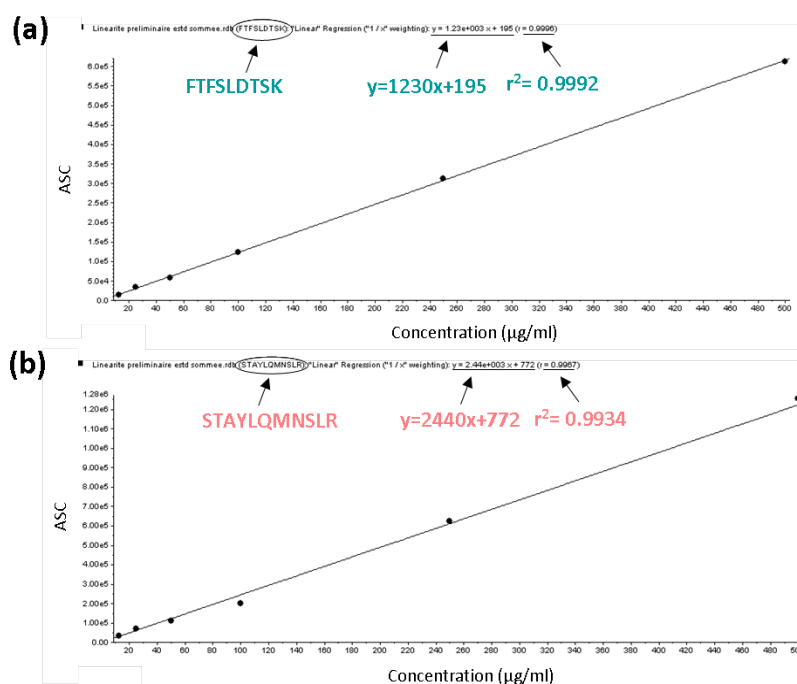 (a)
Linearite preliminaire estd sommee.rdb (FTFSLDTSK): "Linear" Regression ("1 / x" weighting): y = 1.23e+003 x + 195 (r = 0.9996)
FTFSLDTSK y=1230x+195 r²= 0.9992
6.0e5
5.5e5
5.0e5
4.5e5
4.0e5
3.5e5
3.0e5
2.5e5
2.0e5
1.5e5
1.0e5
5.0e4
0.0
ASC
20 40 60 80 100 120 140 160 180 200 220 240 260 280 300 320 340 360 380 400 420 440 460 480 500
Concentration (µg/ml)
(b)
Linearite preliminaire estd sommee.rdb (STAYLQMNSLR): "Linear" Regression ("1 / x" weighting): y = 2.44e+003 x + 772 (r = 0.9967)
STAYLQMNSLR y=2440x+772 r²= 0.9934
1.28e6
1.20e6
1.10e6
1.00e6
9.00e5
8.00e5
7.00e5
6.00e5
5.00e5
4.00e5
3.00e5
2.00e5
1.00e5
0.00
ASC
20 40 60 80 100 120 140 160 180 200 220 240 260 280 300 320 340 360 380 400 420 440 460 480
Concentration (µg/ml)